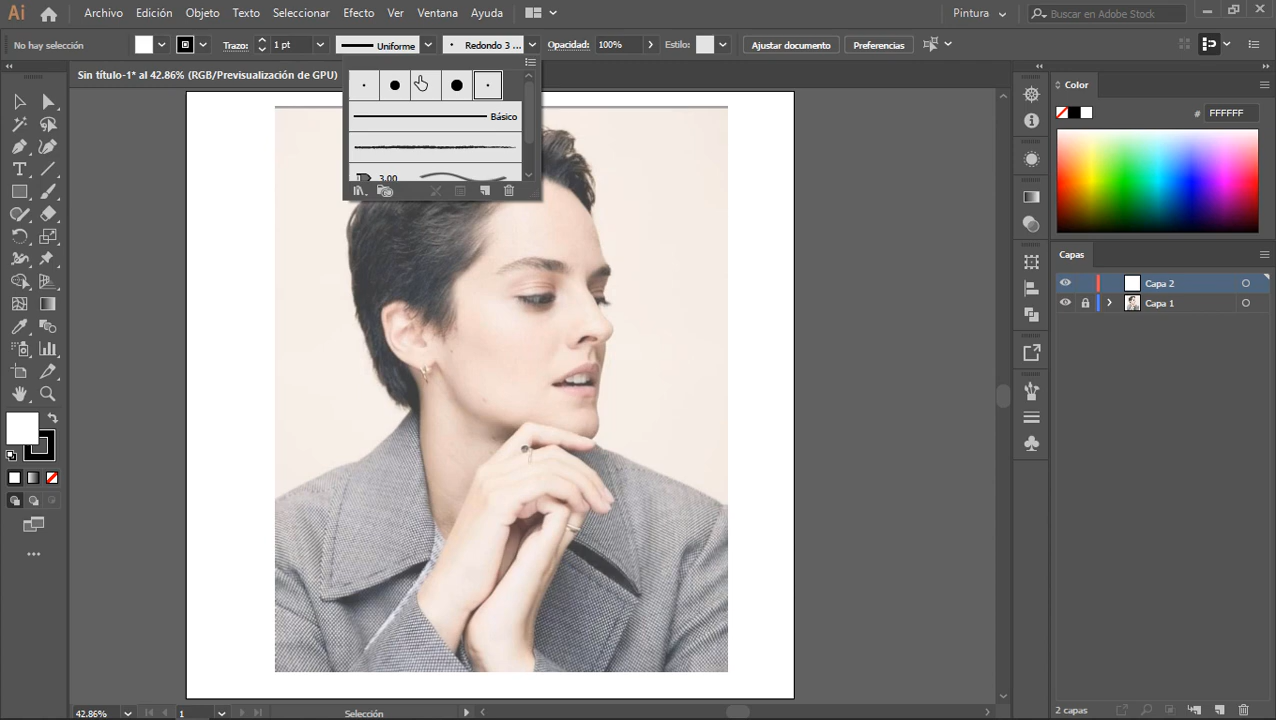 Ai Archivo Edición Objeto Texto Seleccionar Efecto Ver Ventana Ayuda Pintura Buscar en Adobe Stock
No hay selección Trazo: 1 pt Uniforme Redondo 3 ... Opacidad: 100% Estilo: Ajustar documento Preferencias
Sin título-1* al 42.86% (RGB/Previsualización de GPU)
Básico
3.00
Color
# FFFFFF
Capas
Capa 2
Capa 1
42.86% 1 Selección 2 capas